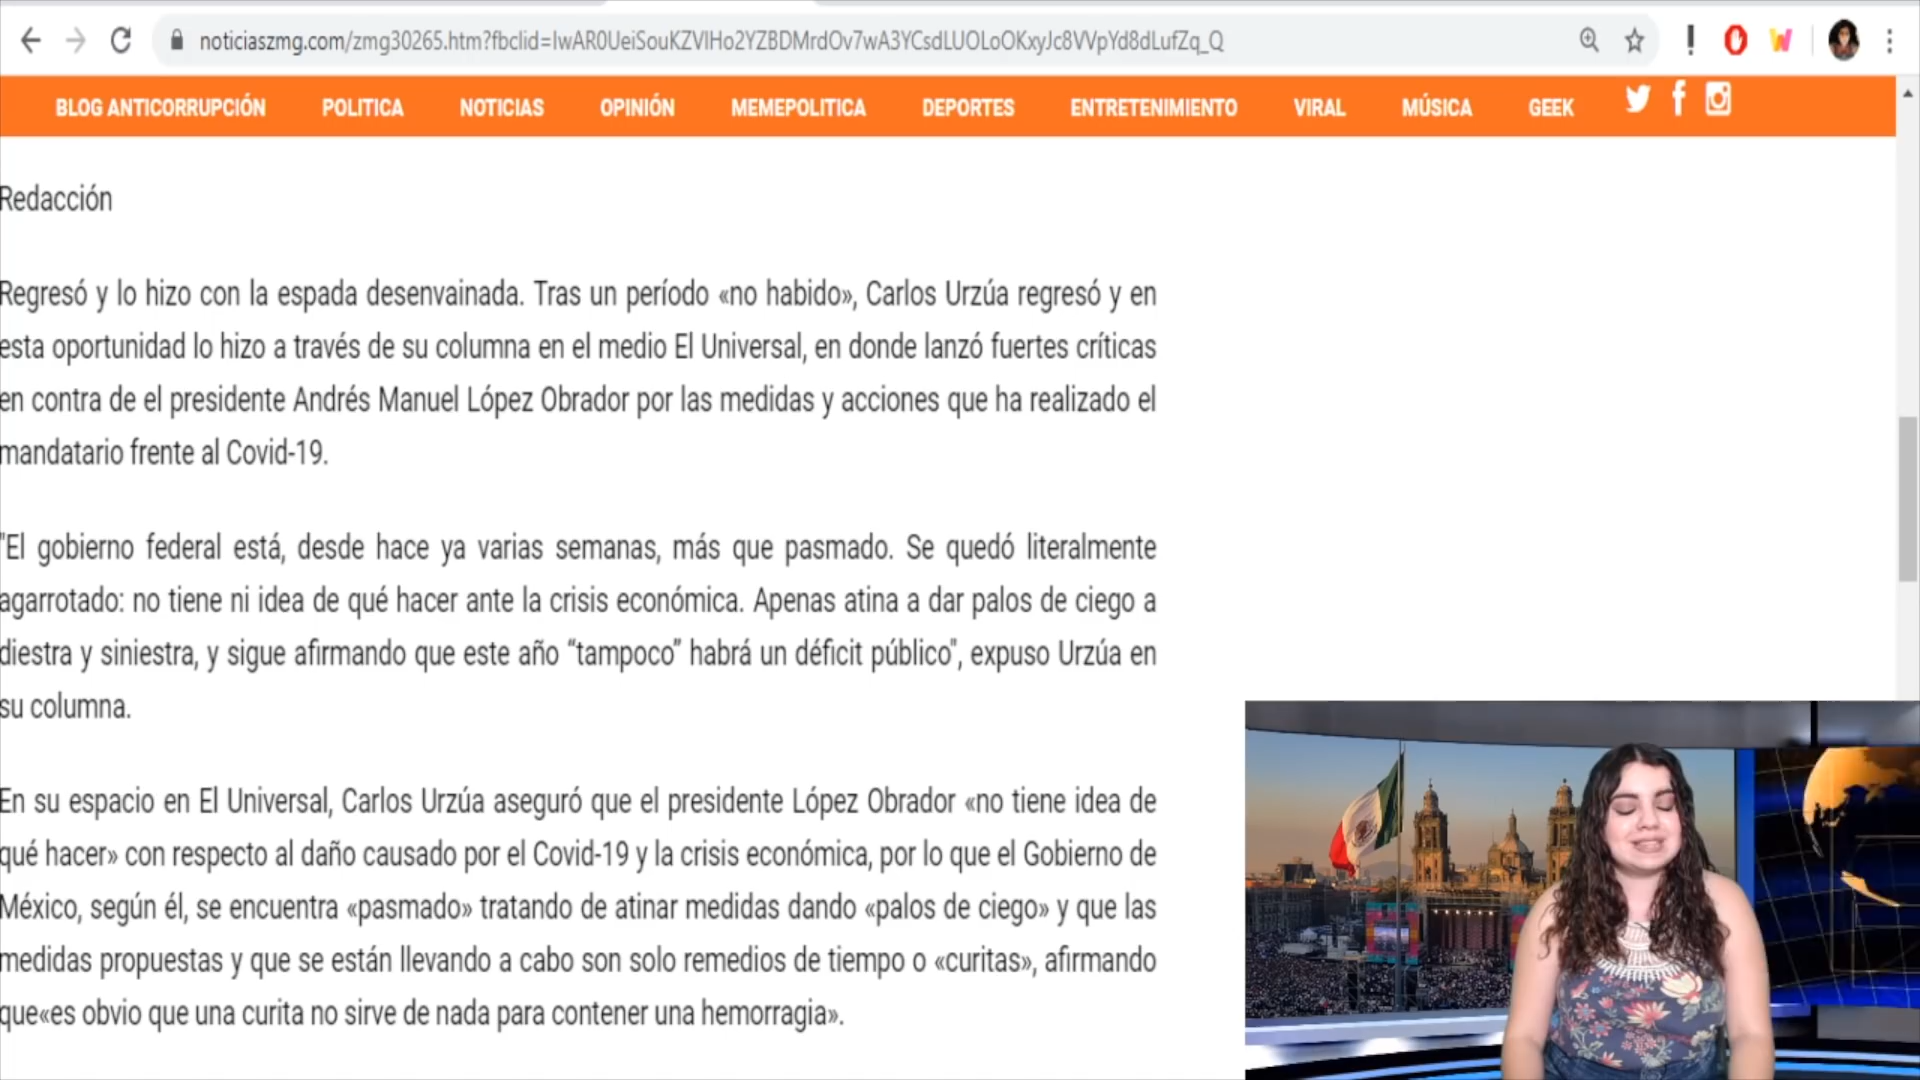 noticiaszmg.com/zmg30265.htm?fbclid=IwAR0UeiSouKZVIHo2YZBDMrdOv7wA3YCsdLUOLoOKxyJc8VVpYd8dLufZq_Q
BLOG ANTICORRUPCIÓN POLITICA NOTICIAS OPINIÓN MEMEPOLITICA DEPORTES ENTRETENIMIENTO VIRAL MÚSICA GEEK
Redacción
Regresó y lo hizo con la espada desenvainada. Tras un período «no habido», Carlos Urzúa regresó y en
esta oportunidad lo hizo a través de su columna en el medio El Universal, en donde lanzó fuertes críticas
en contra de el presidente Andrés Manuel López Obrador por las medidas y acciones que ha realizado el
mandatario frente al Covid-19.
"El gobierno federal está, desde hace ya varias semanas, más que pasmado. Se quedó literalmente
agarrotado: no tiene ni idea de qué hacer ante la crisis económica. Apenas atina a dar palos de ciego a
diestra y siniestra, y sigue afirmando que este año “tampoco” habrá un déficit público", expuso Urzúa en
su columna.
En su espacio en El Universal, Carlos Urzúa aseguró que el presidente López Obrador «no tiene idea de
qué hacer» con respecto al daño causado por el Covid-19 y la crisis económica, por lo que el Gobierno de
México, según él, se encuentra «pasmado» tratando de atinar medidas dando «palos de ciego» y que las
medidas propuestas y que se están llevando a cabo son solo remedios de tiempo o «curitas», afirmando
que«es obvio que una curita no sirve de nada para contener una hemorragia».